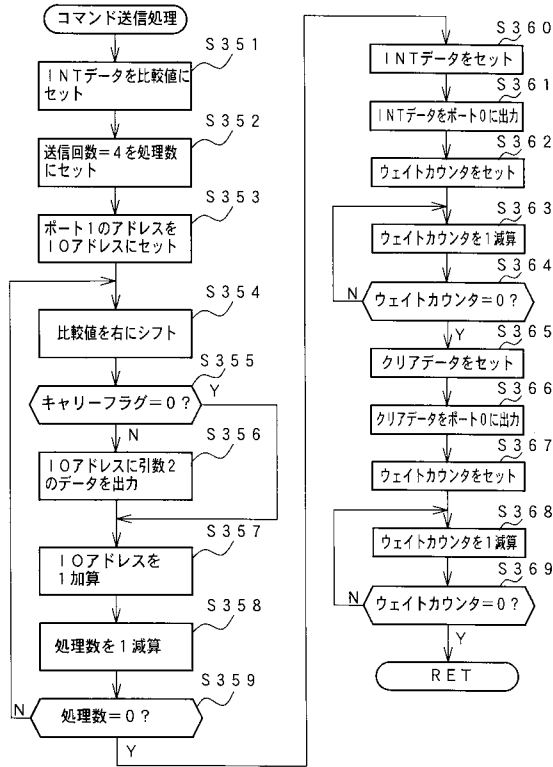 コマンド送信処理
S351
INTデータを比較値に
セット
S352
送信回数=4を処理数
にセット
S353
ポート1のアドレスを
IOアドレスにセット
S354
比較値を右にシフト
S355
キャリーフラグ=0?
Y
N
S356
IOアドレスに引数2
のデータを出力
S357
IOアドレスを
1加算
S358
処理数を1減算
S359
N
処理数=0?
Y
S360
INTデータをセット
S361
INTデータをポート0に出力
S362
ウェイトカウンタをセット
S363
ウェイトカウンタを1減算
S364
N
ウェイトカウンタ=0?
Y
S365
クリアデータをセット
S366
クリアデータをポート0に出力
S367
ウェイトカウンタをセット
S368
ウェイトカウンタを1減算
S369
N
ウェイトカウンタ=0?
Y
RET